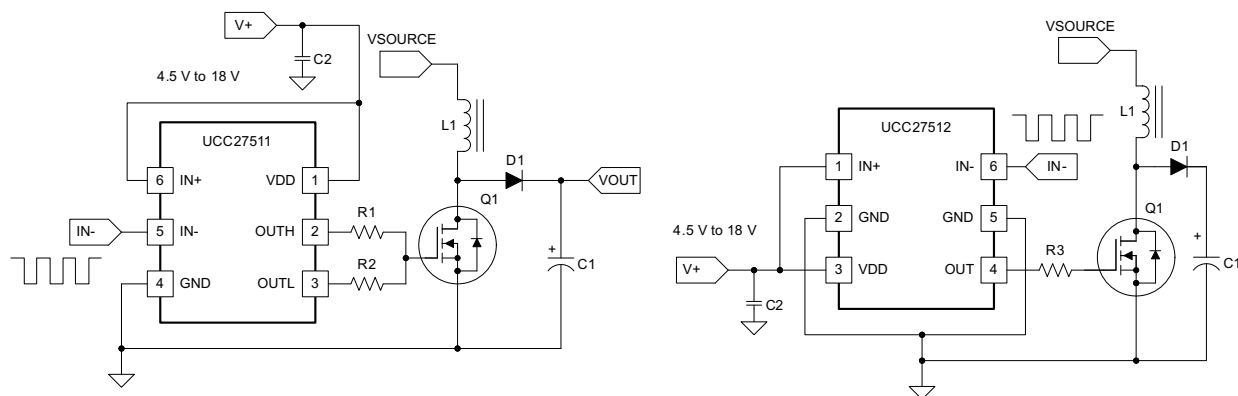 V+
C2
4.5 V to 18 V
VSOURCE
L1
UCC27511
6 IN+ VDD 1
IN- 5 IN- OUTH 2
4 GND OUTL 3
R1
R2
D1
VOUT
Q1
+
C1
VSOURCE
L1
UCC27512
1 IN+ IN- 6 IN-
2 GND GND 5
3 VDD OUT 4
4.5 V to 18 V
V+
C2
R3
D1
Q1
+
C1